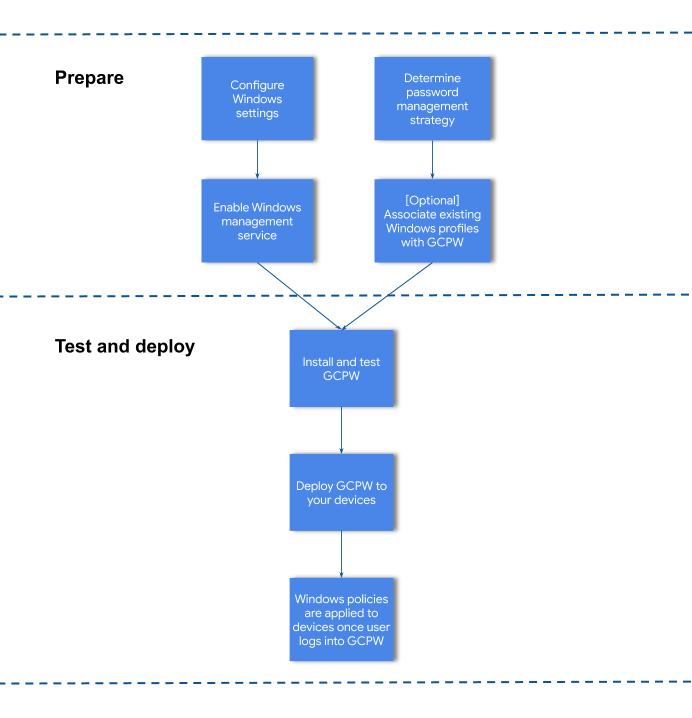 Prepare
Configure
Windows
settings
Determine
password
management
strategy
Enable Windows
management
service
[Optional]
Associate existing
Windows profiles
with GCPW
Test and deploy
Install and test
GCPW
Deploy GCPW to
your devices
Windows policies
are applied to
devices once user
logs into GCPW